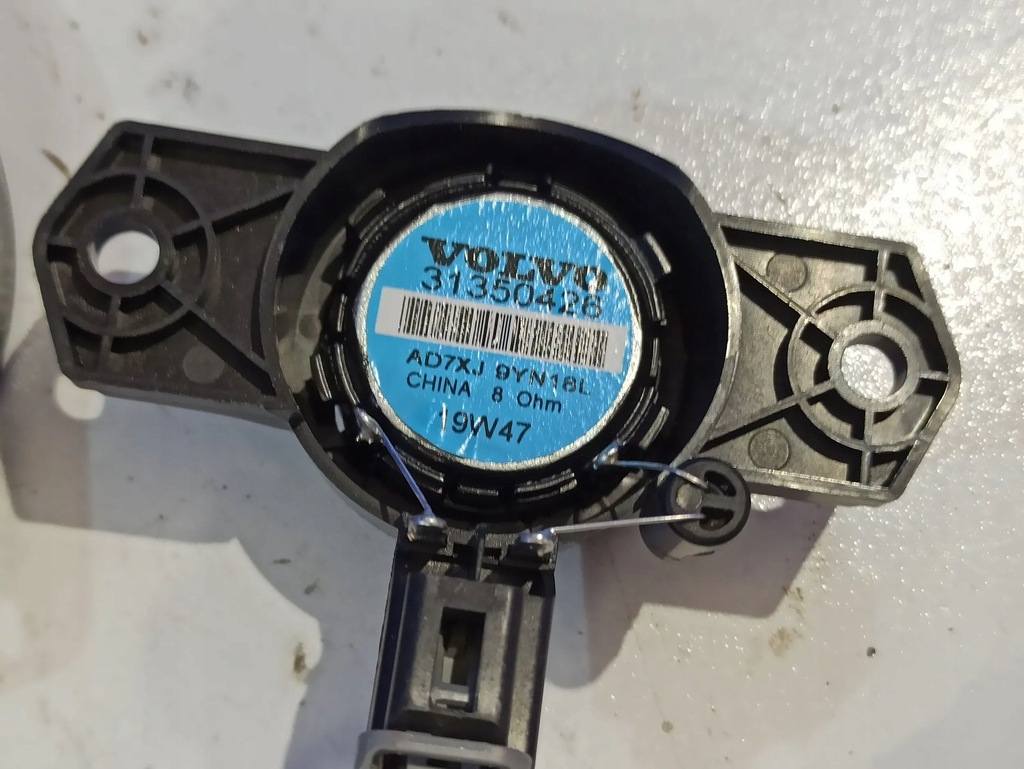 VOLVO
31350426
AD7XJ 9YN18L
CHINA 8 Ohm
19W47